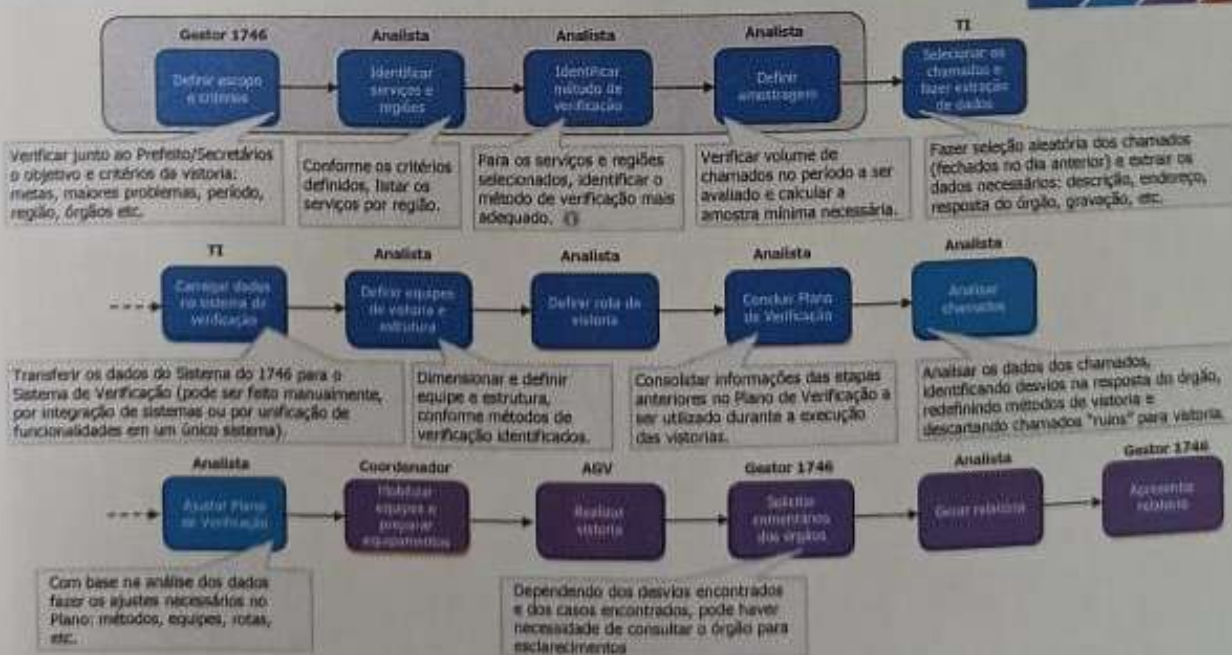 Gestor 1746
Analista
Analista
Analista
TI
Definir escopo
e critérios
Identificar
serviços e
regiões
Identificar
método de
verificação
Definir
amostragem
Selecionar os
chamados e
fazer extração
de dados
Verificar junto ao Prefeito/Secretários
o objetivo e critérios da vistoria:
metas, maiores problemas, período,
região, órgãos etc.
Conforme os critérios
definidos, listar os
serviços por região.
Para os serviços e regiões
selecionados, identificar o
método de verificação mais
adequado.
Verificar volume de
chamados no período a ser
avaliado e calcular a
amostra mínima necessária.
Fazer seleção aleatória dos chamados
(fechados no dia anterior) e extrair os
dados necessários: descrição, endereço,
resposta do órgão, gravação, etc.
TI
Analista
Analista
Analista
Analista
Carregar dados
no sistema de
verificação
Definir equipes
de vistoria e
estrutura
Definir rota de
vistoria
Concluir Plano
de Verificação
Analisar
chamados
Transferir os dados do Sistema do 1746 para o
Sistema de Verificação (pode ser feito manualmente,
por integração de sistemas ou por unificação de
funcionalidades em um único sistema).
Dimensionar e definir
equipe e estrutura,
conforme métodos de
verificação identificados.
Consolidar informações das etapas
anteriores no Plano de Verificação a
ser utilizado durante a execução
das vistorias.
Analisar os dados dos chamados,
identificando desvios na resposta do órgão,
redefinindo métodos de vistoria e
descartando chamados "ruins" para vistoria
Analista
Coordenador
AGV
Gestor 1746
Analista
Gestor 1746
Ajustar Plano
de Verificação
Mobilizar
equipes e
preparar
equipamentos
Realizar
vistoria
Solicitar
comentários
dos órgãos
Gerar relatório
Apresentar
relatório
Com base na análise dos dados
fazer os ajustes necessários no
Plano: métodos, equipes, rotas,
etc.
Dependendo dos desvios encontrados
e dos casos encontrados, pode haver
necessidade de consultar o órgão para
esclarecimentos